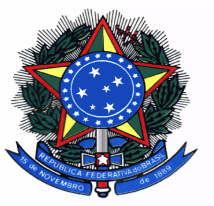 REPÚBLICA FEDERATIVA do BRASIL
15 de NOVEMBRO de 1889